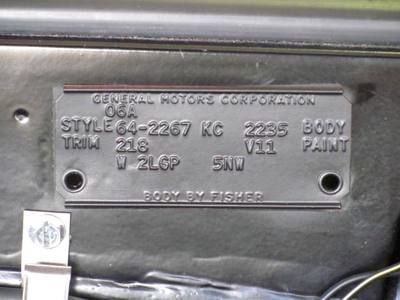 GENERAL MOTORS CORPORATION
06A
STYLE 64-2267 KC 2235 BODY
TRIM 218 V11 PAINT
W 2LGP 5NW
BODY BY FISHER